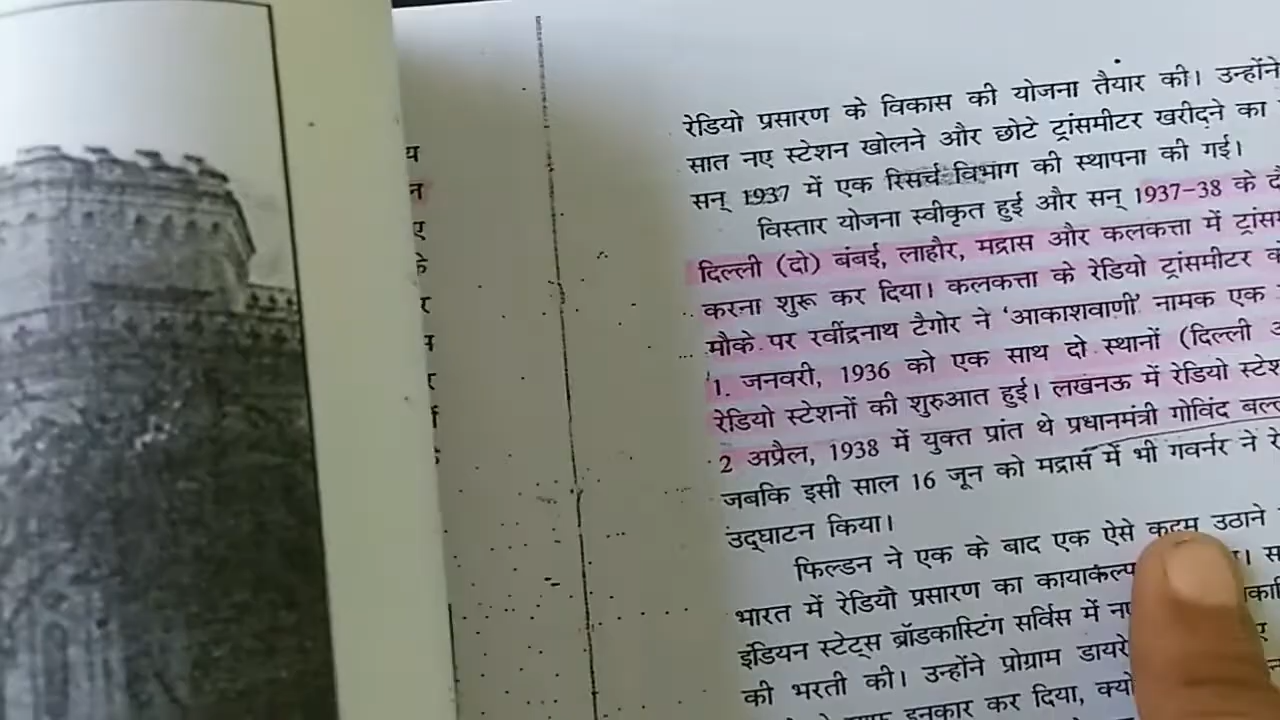 रेडियो प्रसारण के विकास की योजना तैयार की। उन्होंने
सात नए स्टेशन खोलने और छोटे ट्रांसमीटर खरीदने का
सन् 1937 में एक रिसर्च विभाग की स्थापना की गई।
विस्तार योजना स्वीकृत हुई और सन् 1937-38 के
दिल्ली (दो) बंबई, लाहौर, मद्रास और कलकत्ता में
करना शुरू कर दिया। कलकत्ता के रेडियो ट्रांसमीटर
मौके पर रवींद्रनाथ टैगोर ने 'आकाशवाणी' नामक एक
1. जनवरी, 1936 को एक साथ दो स्थानों (दिल्ली
रेडियो स्टेशनों की शुरुआत हुई। लखनऊ में रेडियो
2 अप्रैल, 1938 में युक्त प्रांत थे प्रधानमंत्री गोविंद
जबकि इसी साल 16 जून को मद्रास में भी गवर्नर ने
उद्घाटन किया।
फिल्डन ने एक के बाद एक ऐसे कदम उठाने
भारत में रेडियो प्रसारण का
इंडियन स्टेट्स ब्रॉडकास्टिंग सर्विस में
की भरती की। उन्होंने प्रोग्राम
इनकार कर दिया,